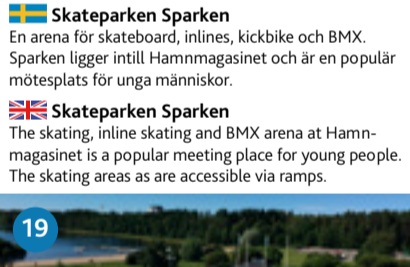 Skateparken Sparken
En arena för skateboard, inlines, kickbike och BMX.
Sparken ligger intill Hamnmagasinet och är en populär
mötesplats för unga människor.
Skateparken Sparken
The skating, inline skating and BMX arena at Hamn-
magasinet is a popular meeting place for young people.
The skating areas as are accessible via ramps.
19